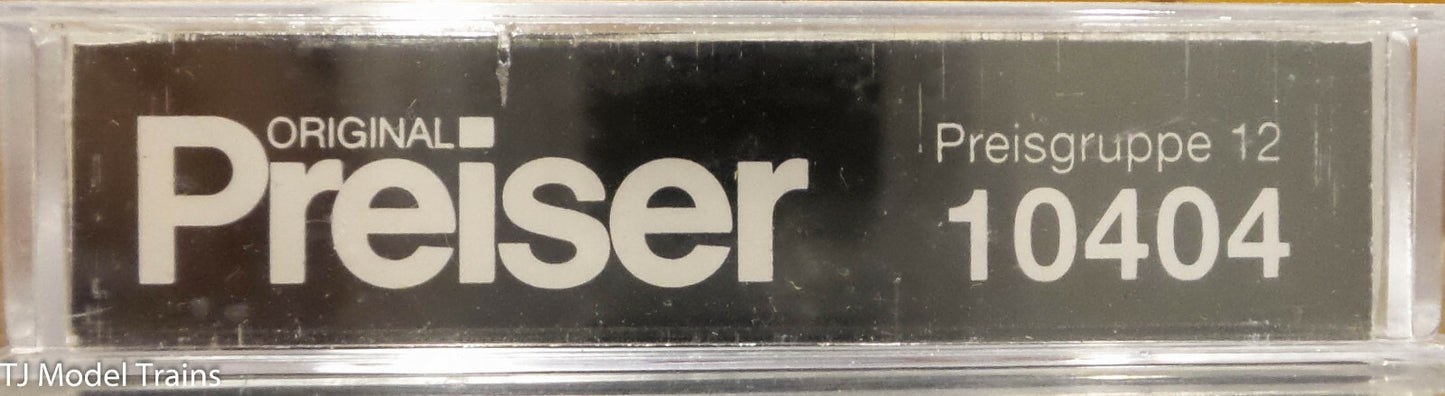 ORIGINAL
Preiser
Preisgruppe 12
10404
TJ Model Trains